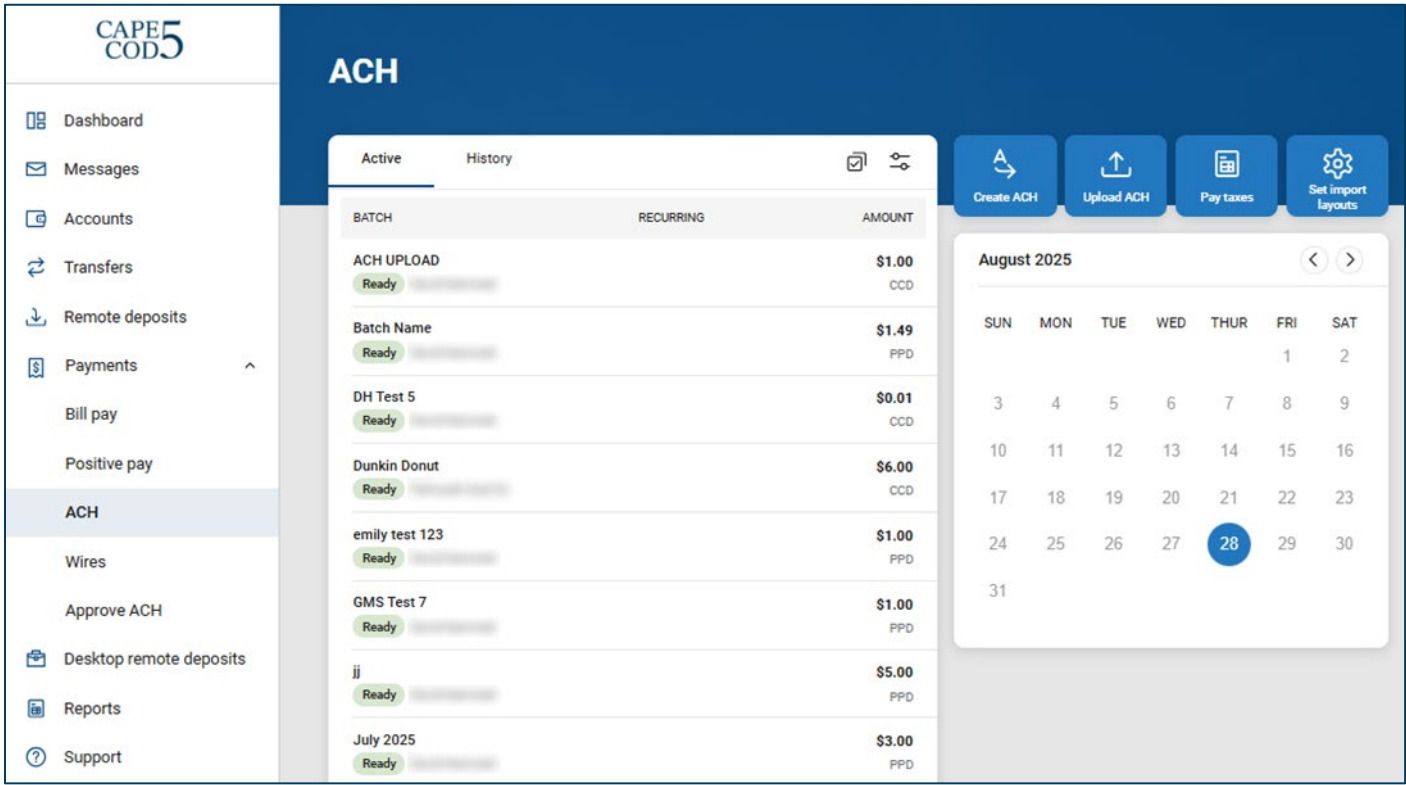 CAPE
COD5
Dashboard
Messages
Accounts
Transfers
Remote deposits
Payments
Bill pay
Positive pay
ACH
Wires
Approve ACH
Desktop remote deposits
Reports
Support
ACH
Active History
BATCH RECURRING AMOUNT
ACH UPLOAD $1.00
Ready CCD
Batch Name $1.49
Ready PPD
DH Test 5 $0.01
Ready CCD
Dunkin Donut $6.00
Ready CCD
emily test 123 $1.00
Ready PPD
GMS Test 7 $1.00
Ready PPD
jj $5.00
Ready PPD
July 2025 $3.00
Ready PPD
Create ACH
Upload ACH
Pay taxes
Set import
layouts
August 2025
SUN MON TUE WED THUR FRI SAT
1 2
3 4 5 6 7 8 9
10 11 12 13 14 15 16
17 18 19 20 21 22 23
24 25 26 27 28 29 30
31